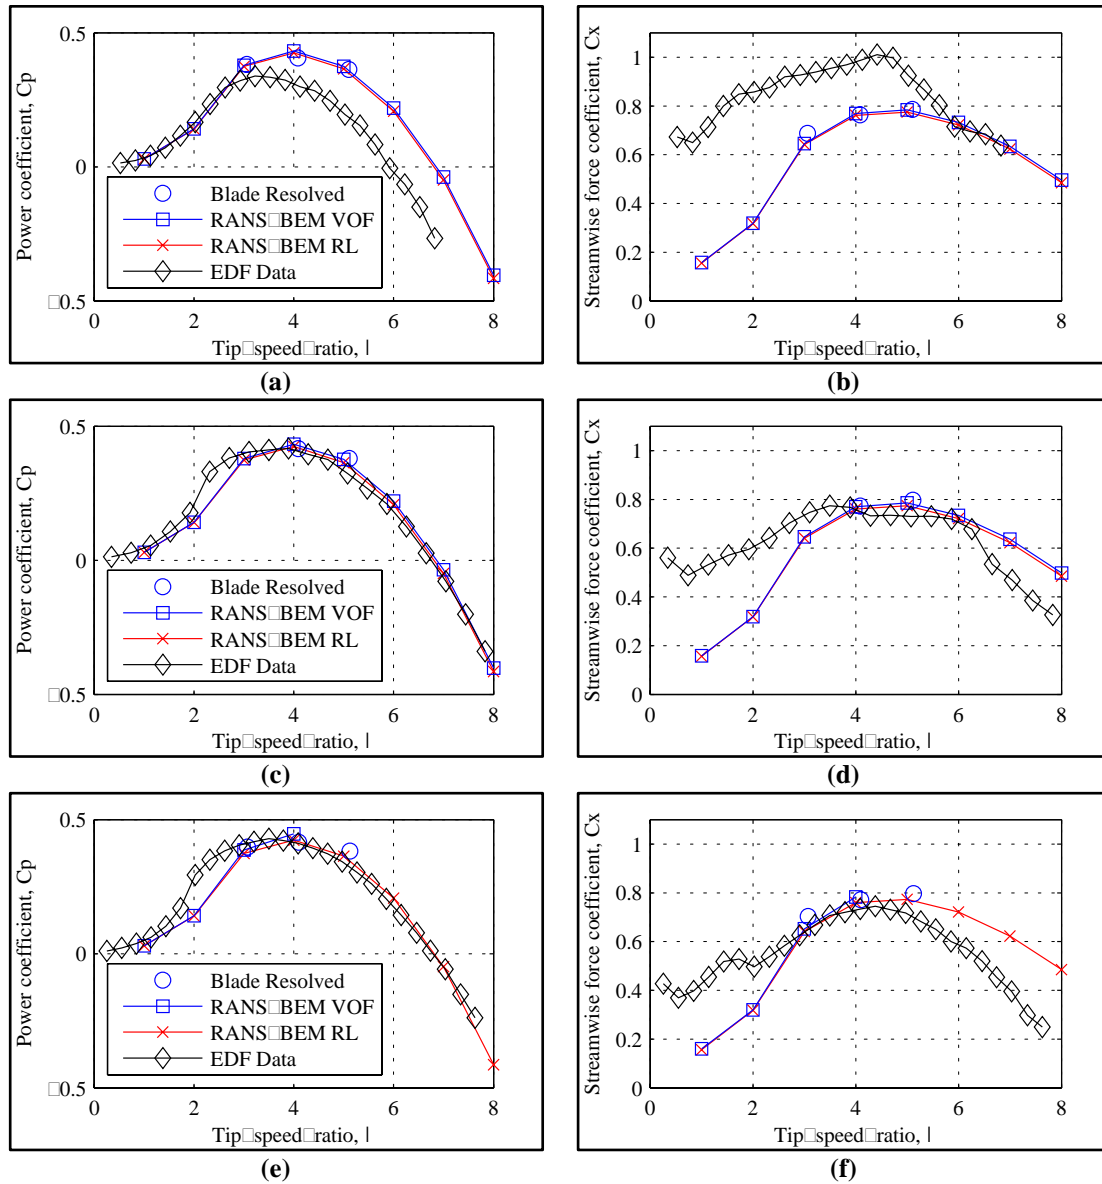 0.5
0
□0.5
Power coefficient, Cp
0 2 4 6 8
Tip□speed□ratio, l
Blade Resolved
RANS□BEM VOF
RANS□BEM RL
EDF Data
(a)
1
0.8
0.6
0.4
0.2
0
Streamwise force coefficient, Cx
0 2 4 6 8
Tip□speed□ratio, l
(b)
0.5
0
□0.5
Power coefficient, Cp
0 2 4 6 8
Tip□speed□ratio, l
Blade Resolved
RANS□BEM VOF
RANS□BEM RL
EDF Data
(c)
1
0.8
0.6
0.4
0.2
0
Streamwise force coefficient, Cx
0 2 4 6 8
Tip□speed□ratio, l
(d)
0.5
0
□0.5
Power coefficient, Cp
0 2 4 6 8
Tip□speed□ratio, l
Blade Resolved
RANS□BEM VOF
RANS□BEM RL
EDF Data
(e)
1
0.8
0.6
0.4
0.2
0
Streamwise force coefficient, Cx
0 2 4 6 8
Tip□speed□ratio, l
(f)